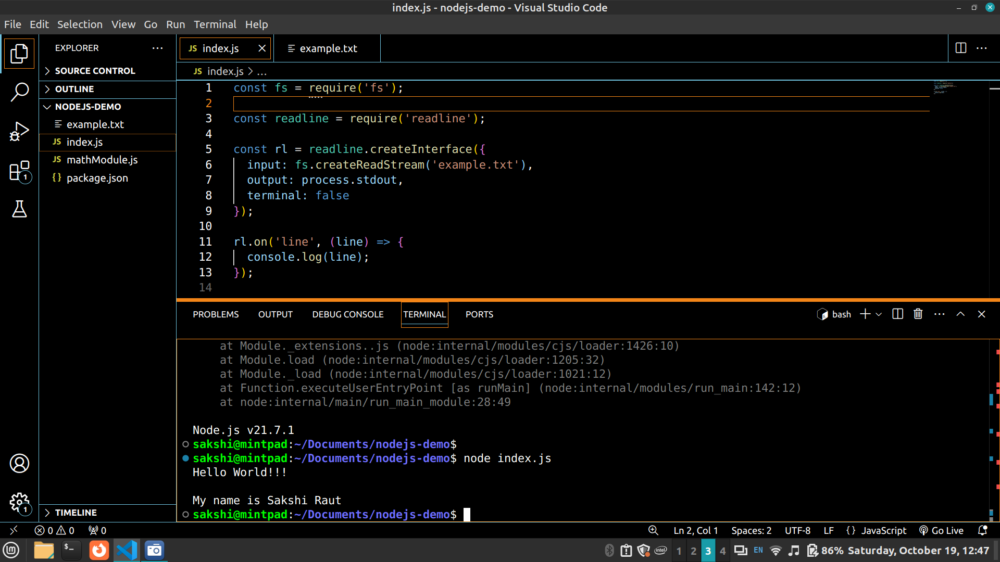 index.js - nodejs-demo - Visual Studio Code
File Edit Selection View Go Run Terminal Help
EXPLORER
SOURCE CONTROL
OUTLINE
NODEJS-DEMO
example.txt
JS index.js
JS mathModule.js
{} package.json
TIMELINE
1
1
JS index.js
example.txt
JS index.js > ...
1 const fs = require('fs');
2
3 const readline = require('readline');
4
5 const rl = readline.createInterface({
6 input: fs.createReadStream('example.txt'),
7 output: process.stdout,
8 terminal: false
9 });
10
11 rl.on('line', (line) => {
12 console.log(line);
13 });
14
PROBLEMS OUTPUT DEBUG CONSOLE TERMINAL PORTS
bash
at Module._extensions..js (node:internal/modules/cjs/loader:1426:10)
at Module.load (node:internal/modules/cjs/loader:1205:32)
at Module._load (node:internal/modules/cjs/loader:1021:12)
at Function.executeUserEntryPoint [as runMain] (node:internal/modules/run_main:142:12)
at node:internal/main/run_main_module:28:49
Node.js v21.7.1
sakshi@mintpad:~/Documents/nodejs-demo$
sakshi@mintpad:~/Documents/nodejs-demo$ node index.js
Hello World!!!
My name is Sakshi Raut
sakshi@mintpad:~/Documents/nodejs-demo$
0 0 0 Ln 2, Col 1 Spaces: 2 UTF-8 LF {} JavaScript Go Live
lm $_ intel 1 2 3 4 EN 86% Saturday, October 19, 12:47